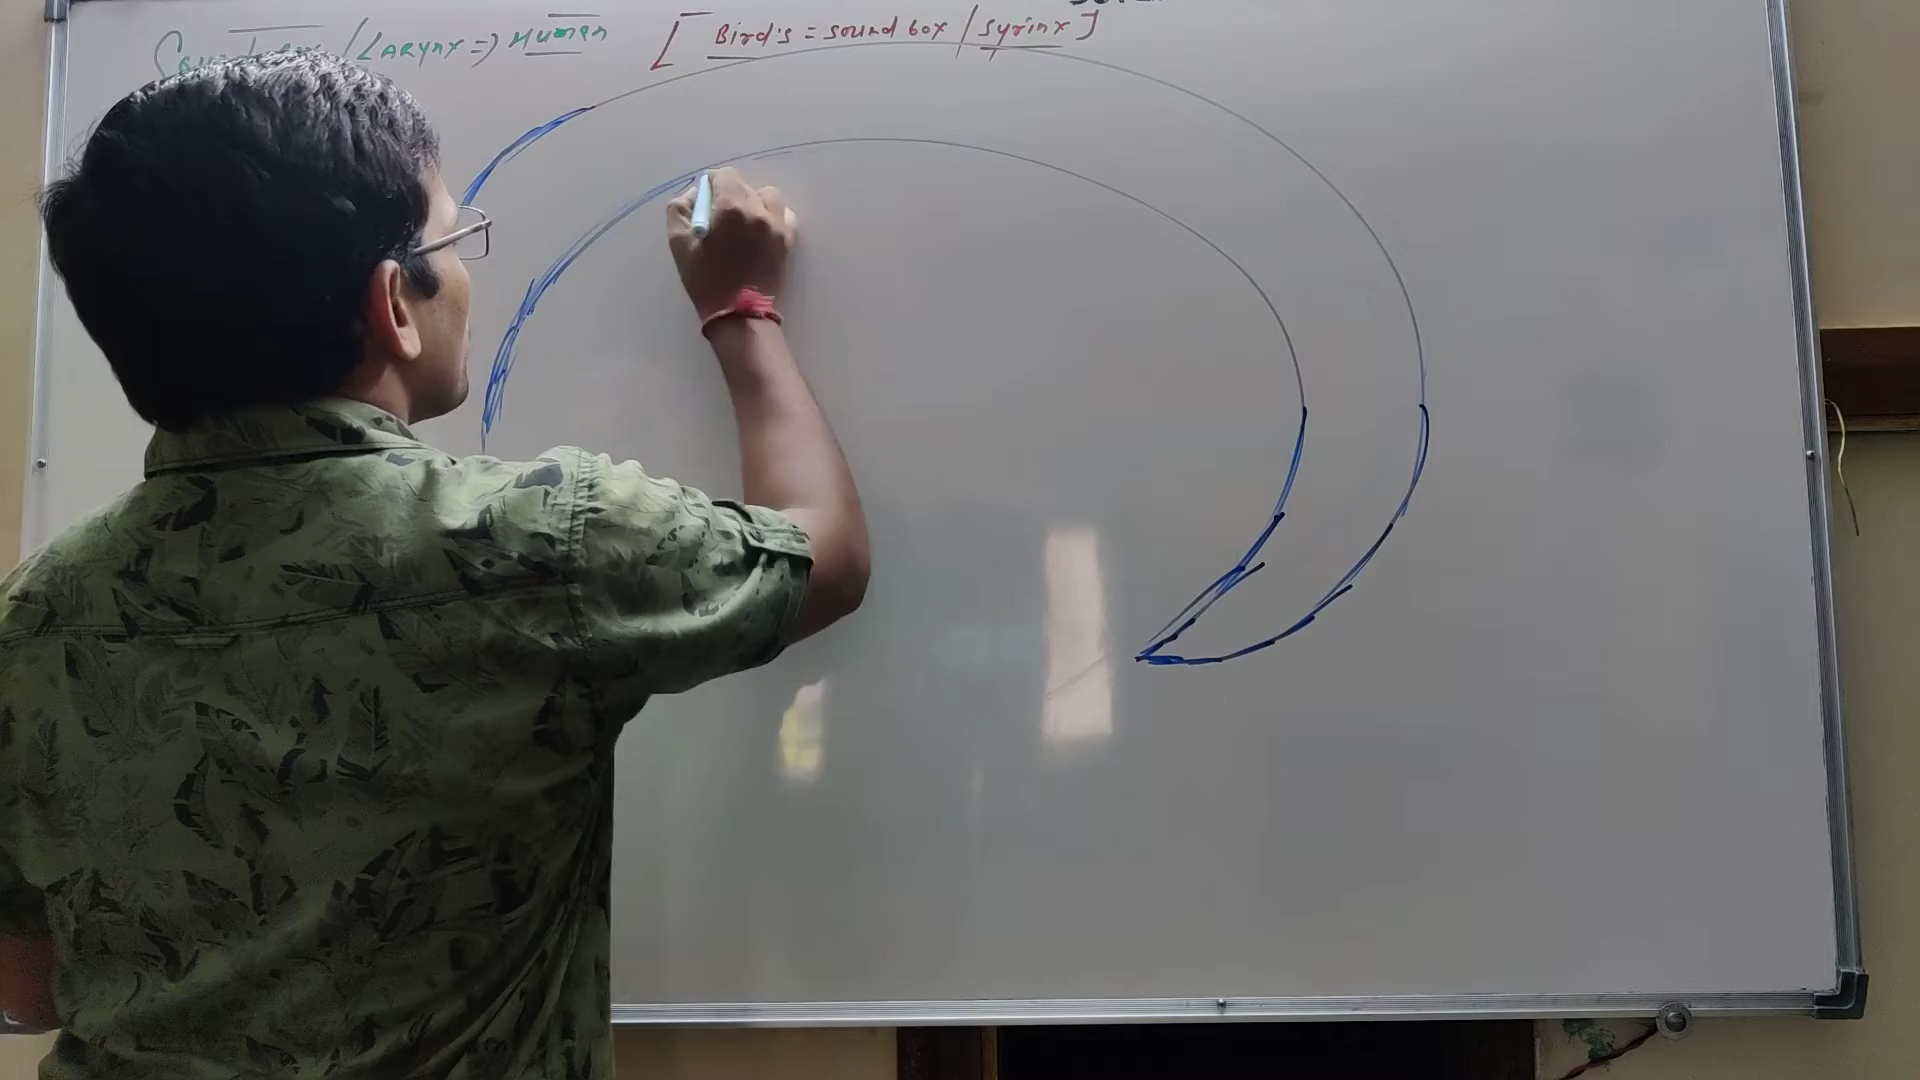 / Larynx => Human [ Bird's = sound box / Syrinx ]